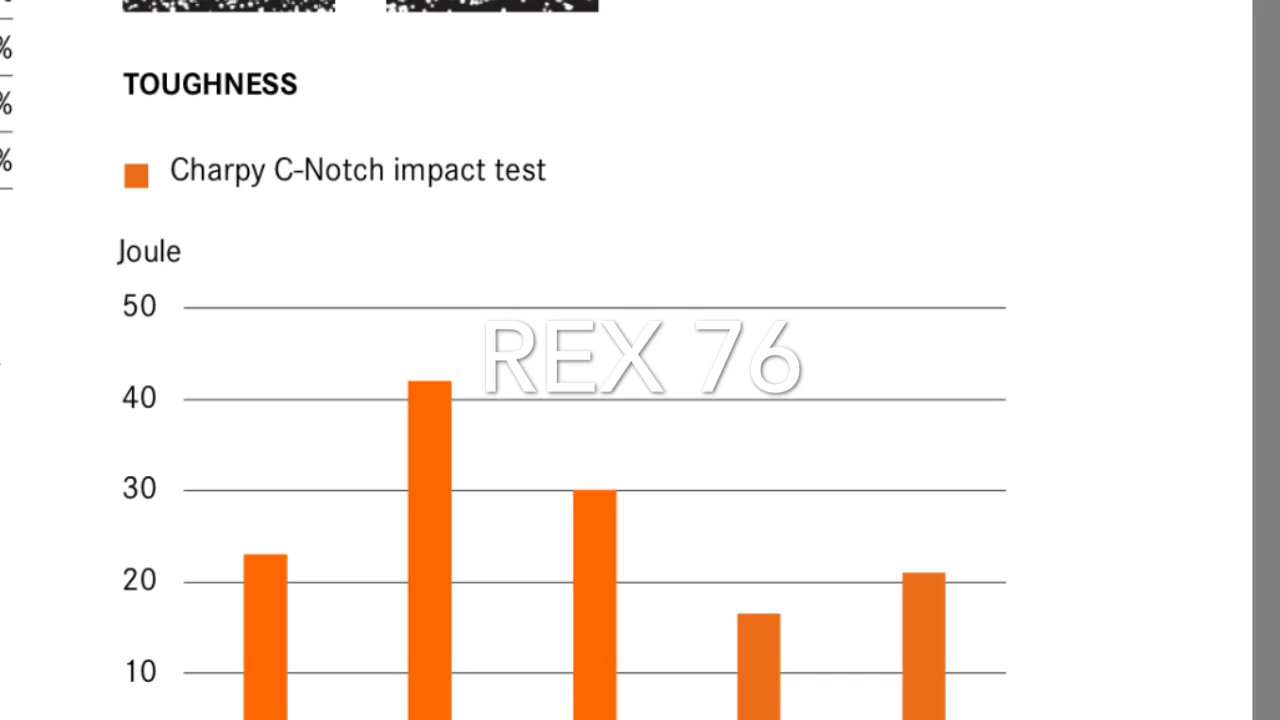 %
%
%
TOUGHNESS
Charpy C-Notch impact test
Joule
50
REX 76
40
30
20
10